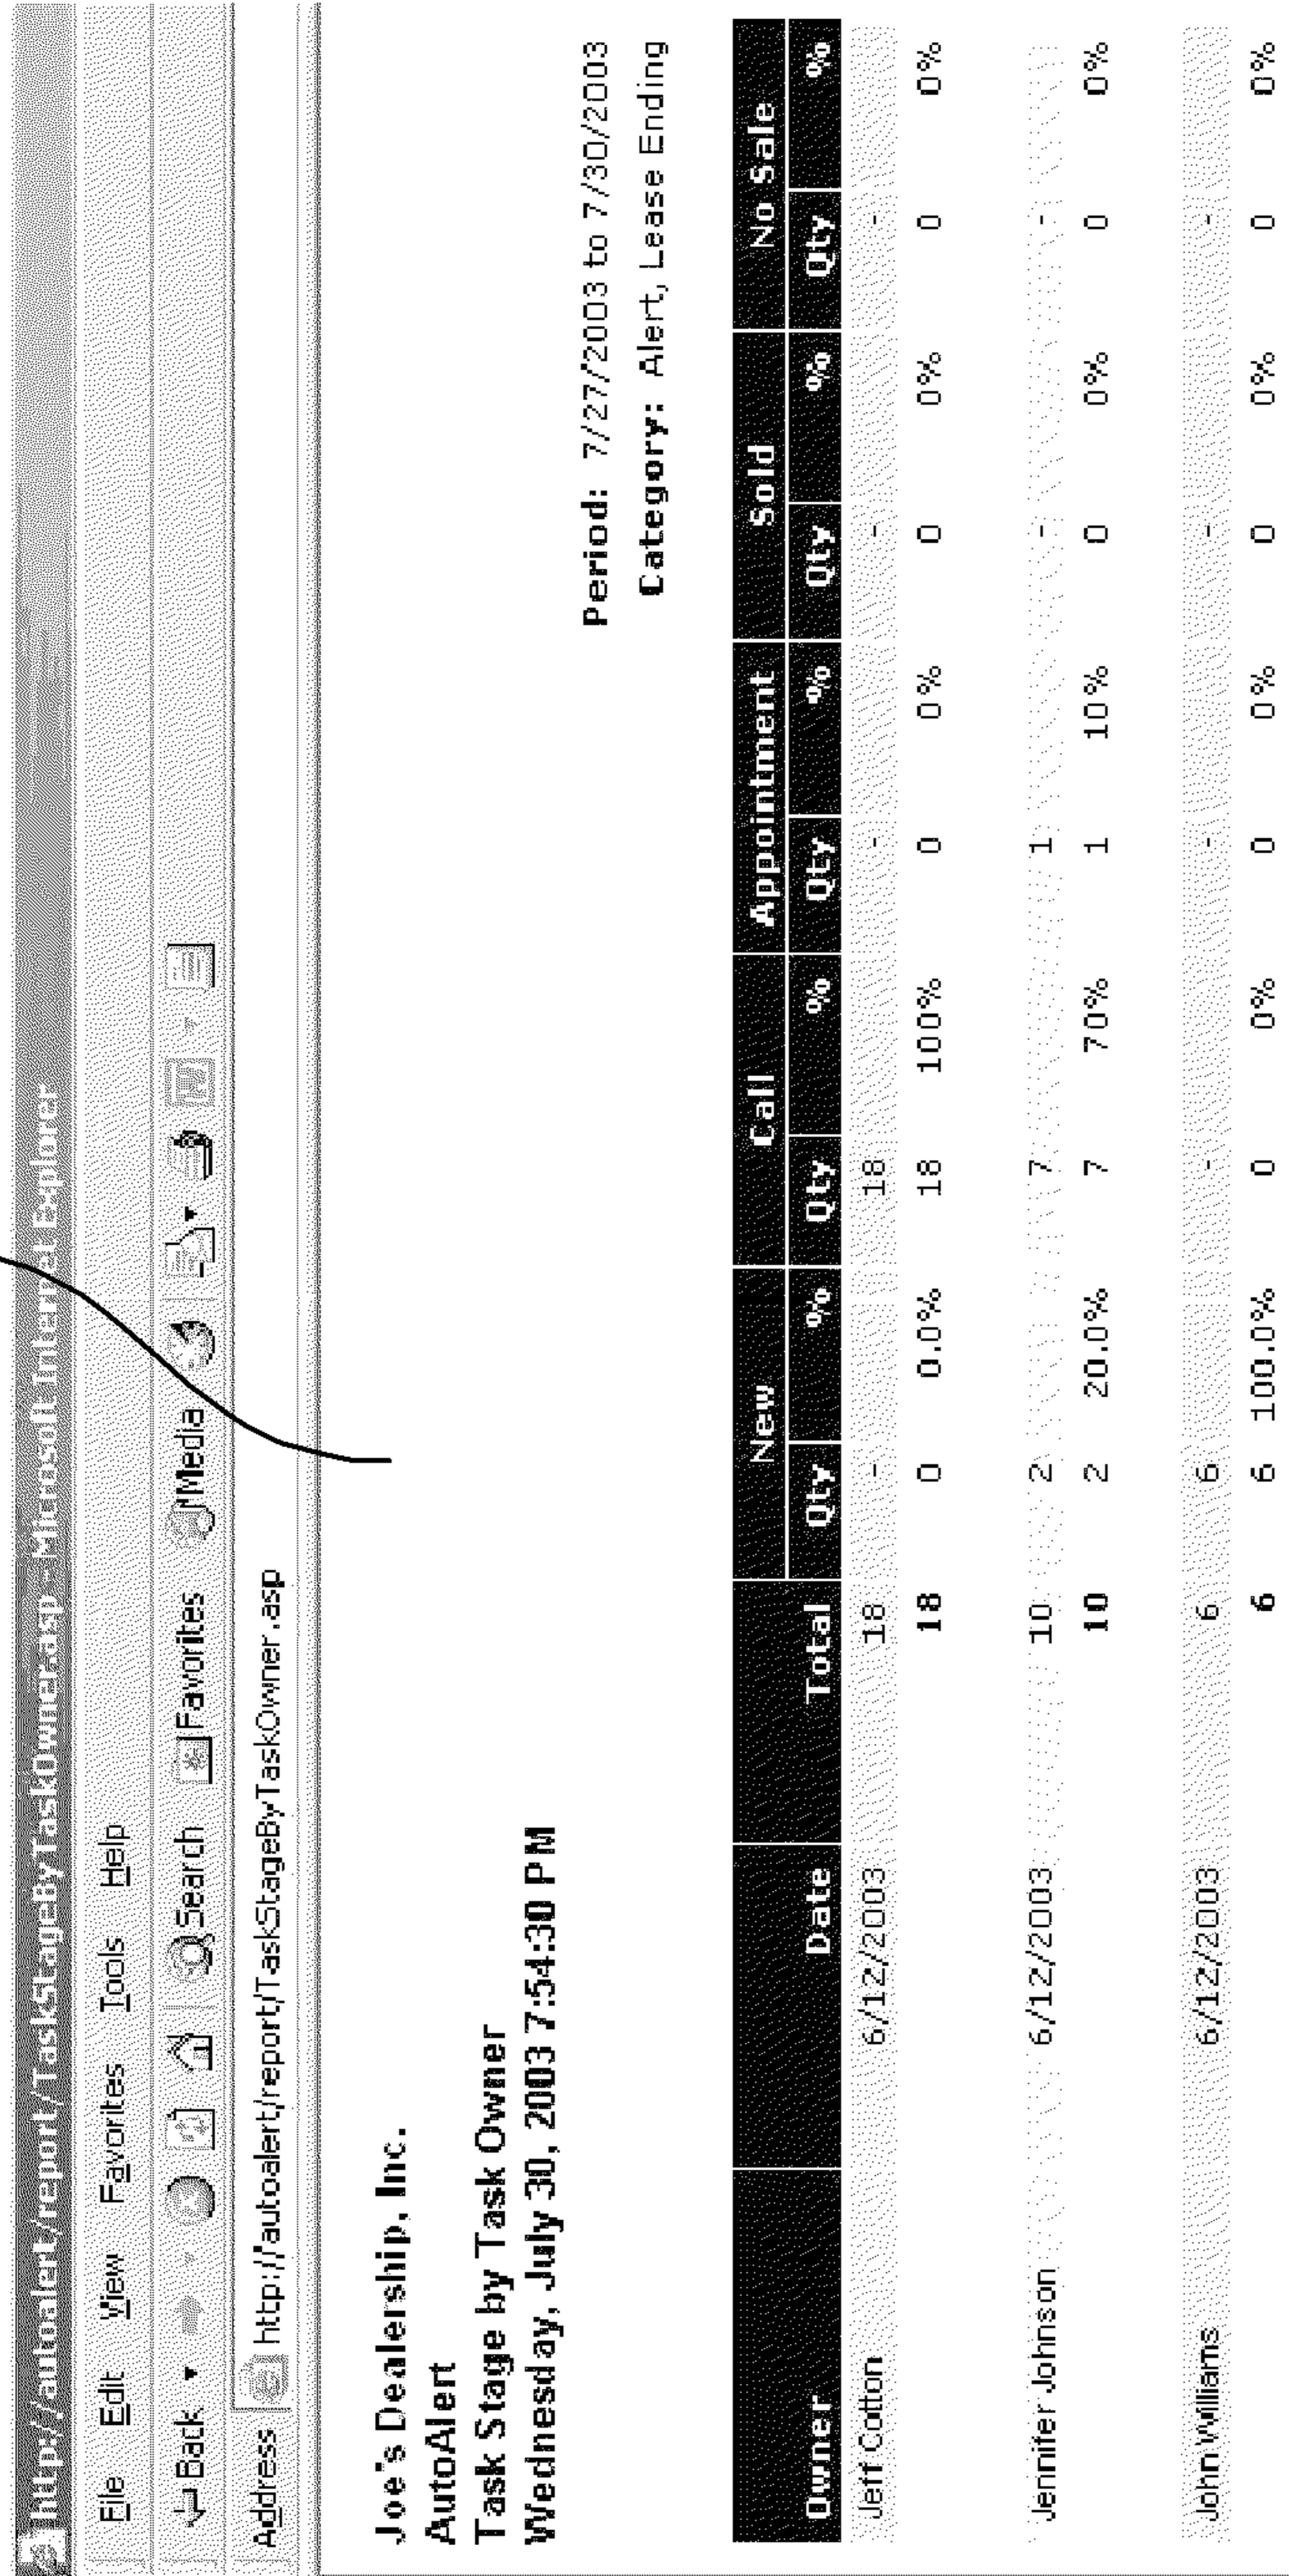 http://autoalert/report/TaskStageByTaskOwner.asp - Microsoft Internet Explorer
File Edit View Favorites Tools Help
Back Search Favorites Media
Address http://autoalert/report/TaskStageByTaskOwner.asp
Joe's Dealership, Inc.
AutoAlert
Task Stage by Task Owner
Wednesday, July 30, 2003 7:54:30 PM
Period: 7/27/2003 to 7/30/2003
Category: Alert, Lease Ending
New Call Appointment Sold No Sale
Owner Date Total Qty % Qty % Qty % Qty % Qty %
Jeff Cotton 6/12/2003 18 - 18 - - -
18 0 0.0% 18 100% 0 0% 0 0% 0 0%
Jennifer Johnson 6/12/2003 10 2 7 1 - -
10 2 20.0% 7 70% 1 10% 0 0% 0 0%
John Williams 6/12/2003 6 6 - - - -
6 6 100.0% 0 0% 0 0% 0 0% 0 0%